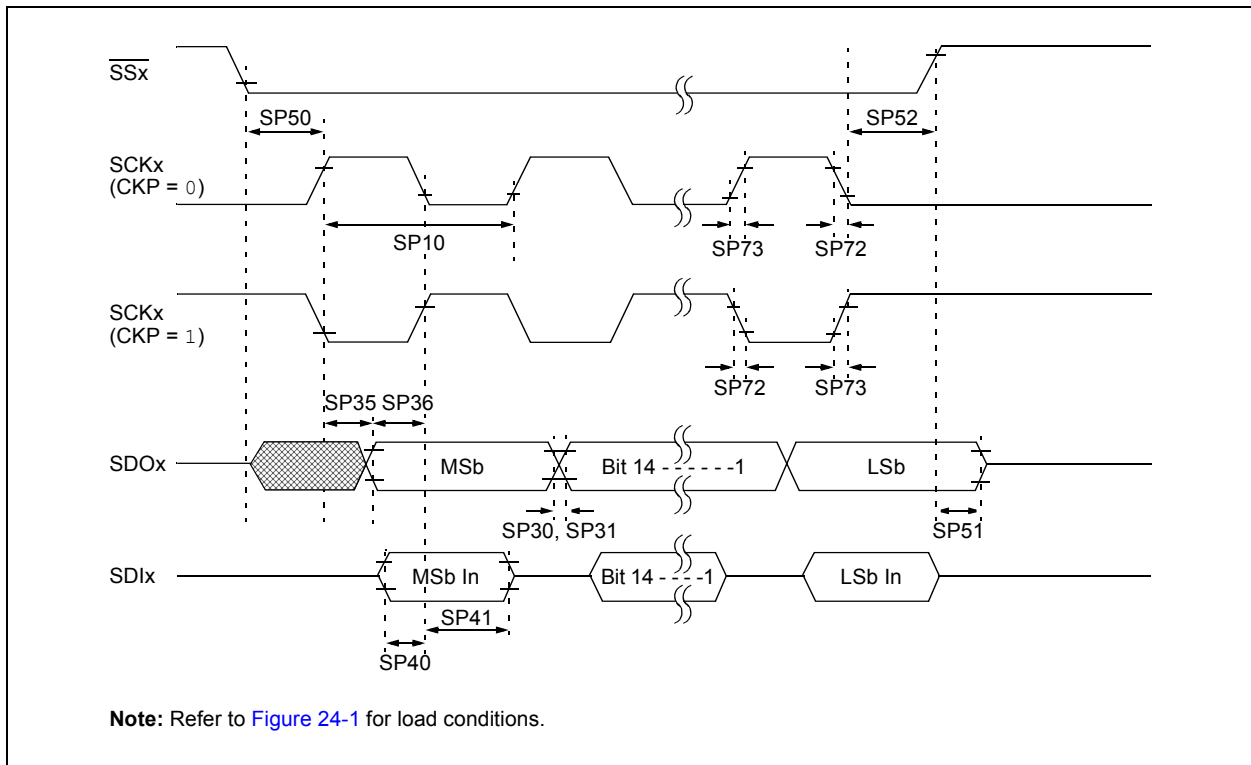 SSx
SP50
SP52
SCKx
(CKP = 0)
SP10
SP73
SP72
SCKx
(CKP = 1)
SP72
SP73
SP35 SP36
SDOx
MSb
Bit 14 - - - - - -1
LSb
SP30, SP31
SP51
SDIx
MSb In
Bit 14 - - - -1
LSb In
SP41
SP40
Note: Refer to Figure 24-1 for load conditions.